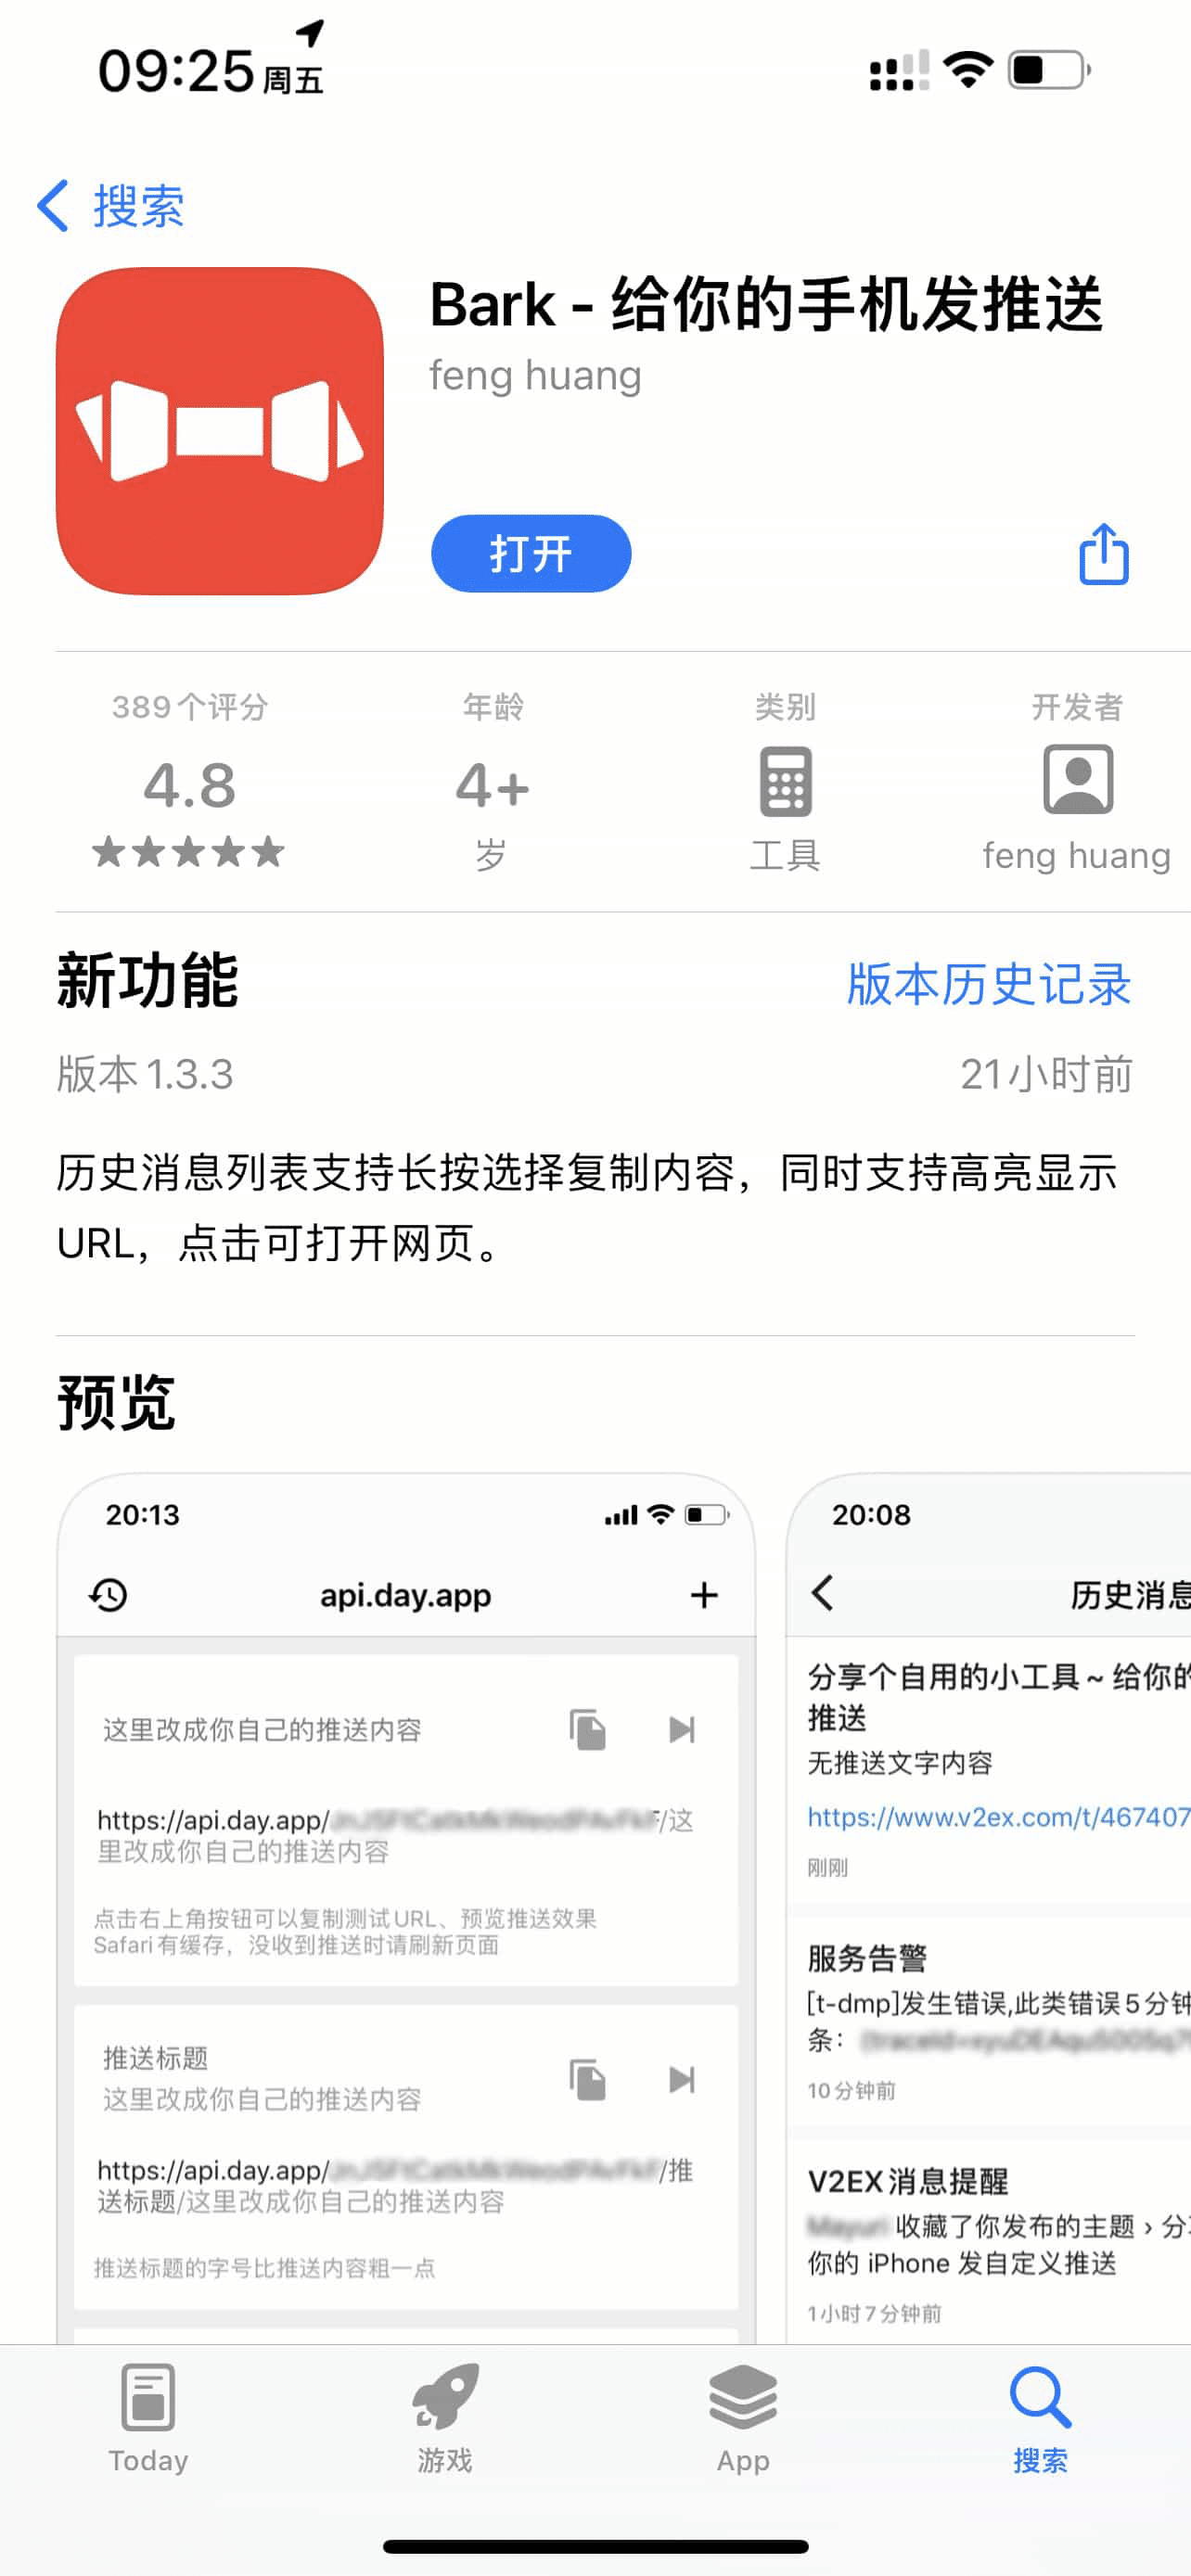 09:25周五
搜索
Bark - 给你的手机发推送
feng huang
打开
389个评分
年龄
类别
开发者
4.8
4+
岁
工具
feng huang
新功能
版本历史记录
版本 1.3.3
21小时前
历史消息列表支持长按选择复制内容，同时支持高亮显示
URL，点击可打开网页。
预览
20:13
api.day.app
这里改成你自己的推送内容
https://api.day.app/
/这
里改成你自己的推送内容
点击右上角按钮可以复制测试URL、预览推送效果
Safari有缓存，没收到推送时请刷新页面
推送标题
这里改成你自己的推送内容
https://api.day.app/
/推
送标题/这里改成你自己的推送内容
推送标题的字号比推送内容粗一点
20:08
历史消息
分享个自用的小工具 ~ 给你的
推送
无推送文字内容
https://www.v2ex.com/t/467407
刚刚
服务告警
[t-dmp]发生错误,此类错误5分钟
条：
10分钟前
V2EX消息提醒
收藏了你发布的主题 › 分
你的 iPhone 发自定义推送
1小时7分钟前
Today
游戏
App
搜索